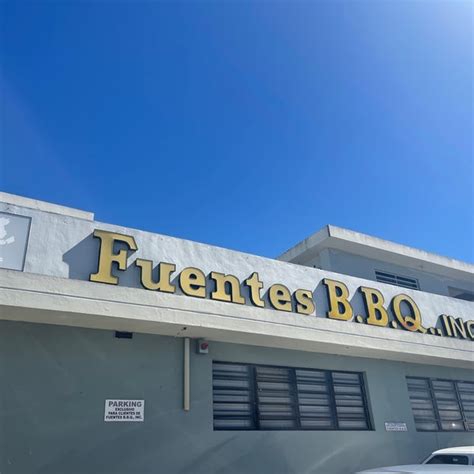 Fuentes B.B.Q., INC
PARKING
EXCLUSIVO
PARA CLIENTES DE
FUENTES B.B.Q., INC.